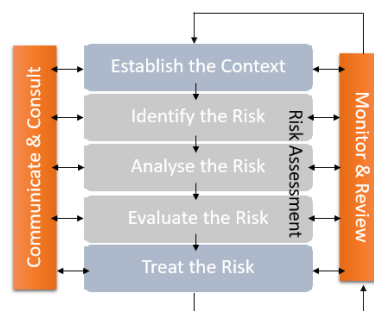 Establish the Context
Identify the Risk
Analyse the Risk
Evaluate the Risk
Treat the Risk
Communicate & Consult
Risk Assessment
Monitor & Review